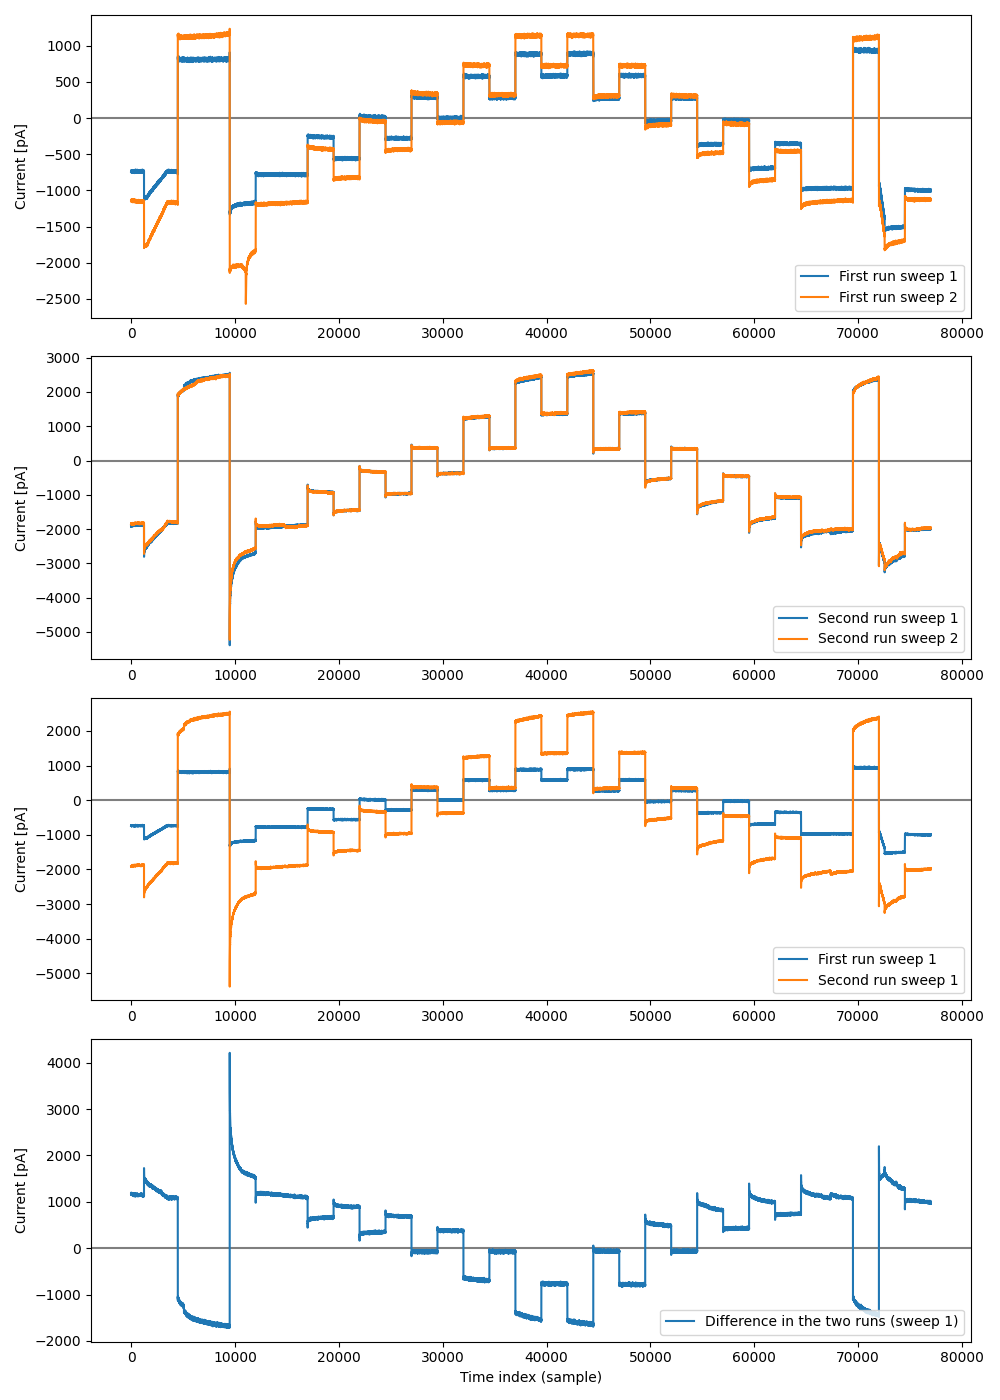 1000
500
0
−500
−1000
−1500
−2000
−2500
Current [pA]
First run sweep 1
First run sweep 2
0 10000 20000 30000 40000 50000 60000 70000 80000
3000
2000
1000
0
−1000
−2000
−3000
−4000
−5000
Current [pA]
Second run sweep 1
Second run sweep 2
0 10000 20000 30000 40000 50000 60000 70000 80000
2000
1000
0
−1000
−2000
−3000
−4000
−5000
Current [pA]
First run sweep 1
Second run sweep 1
0 10000 20000 30000 40000 50000 60000 70000 80000
4000
3000
2000
1000
0
−1000
−2000
Current [pA]
Difference in the two runs (sweep 1)
0 10000 20000 30000 40000 50000 60000 70000 80000
Time index (sample)